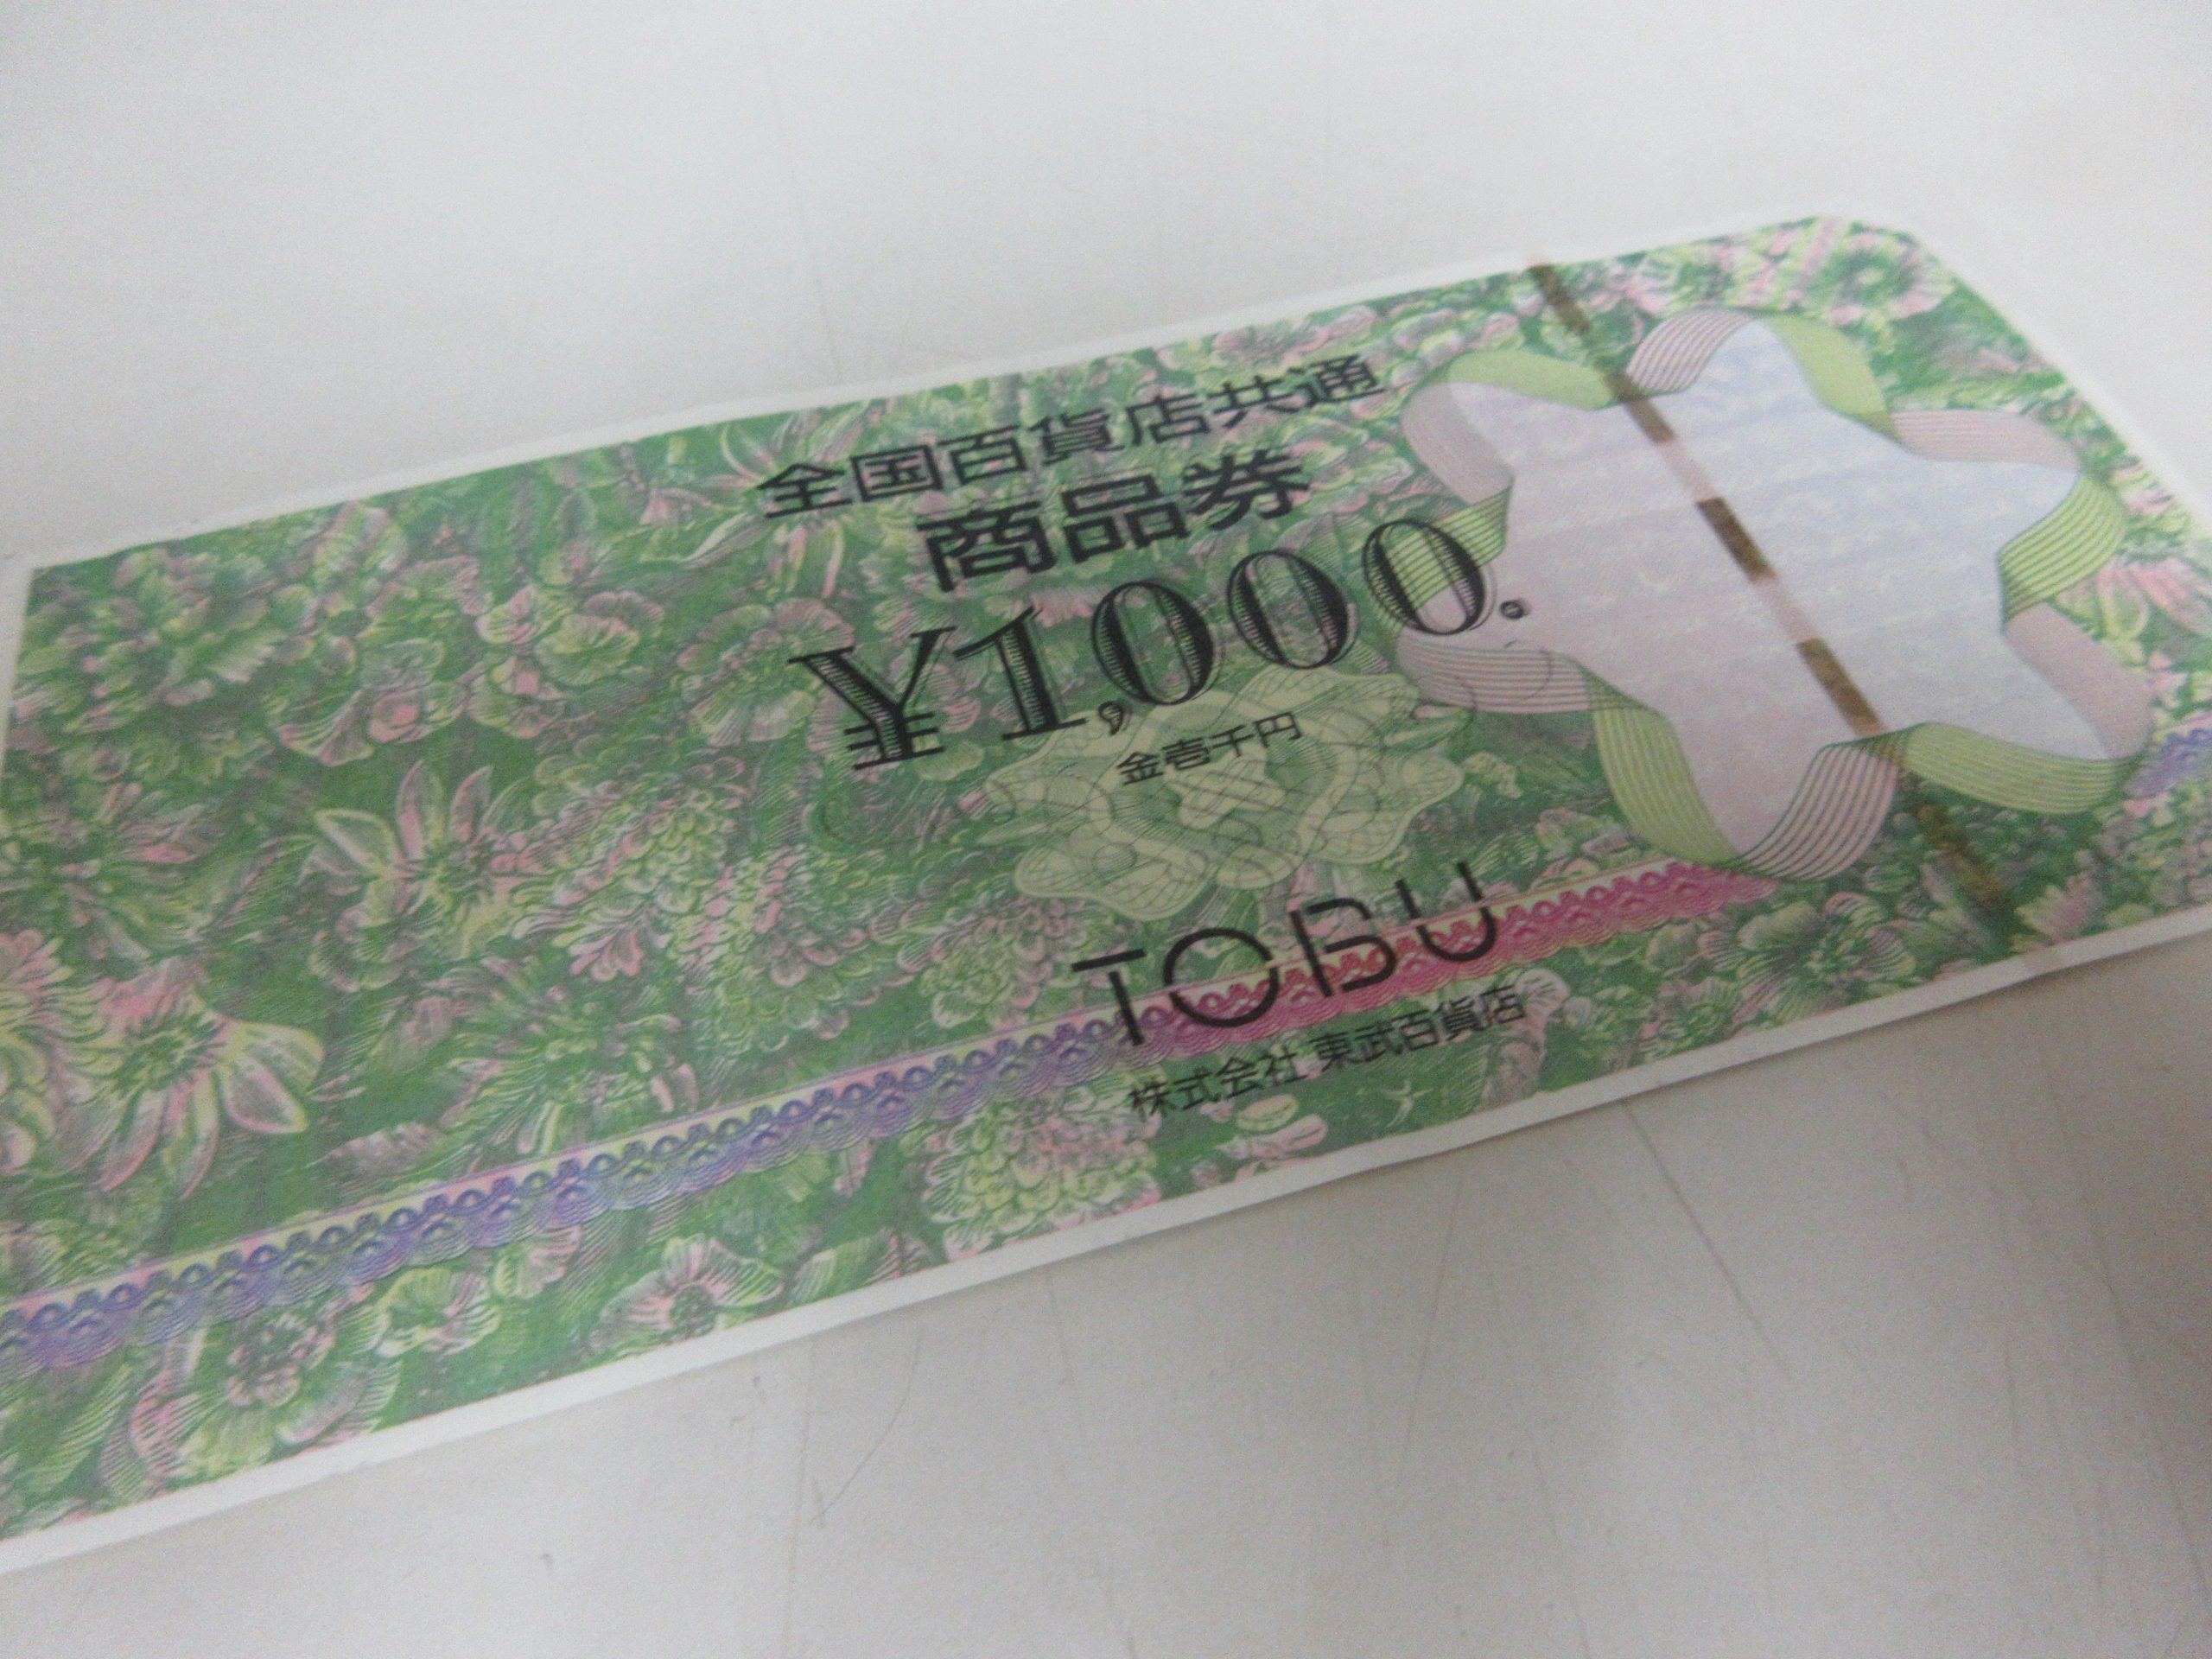 全国百貨店共通
商品券
¥1,000.
金壱千円
TOBU
株式会社 東武百貨店